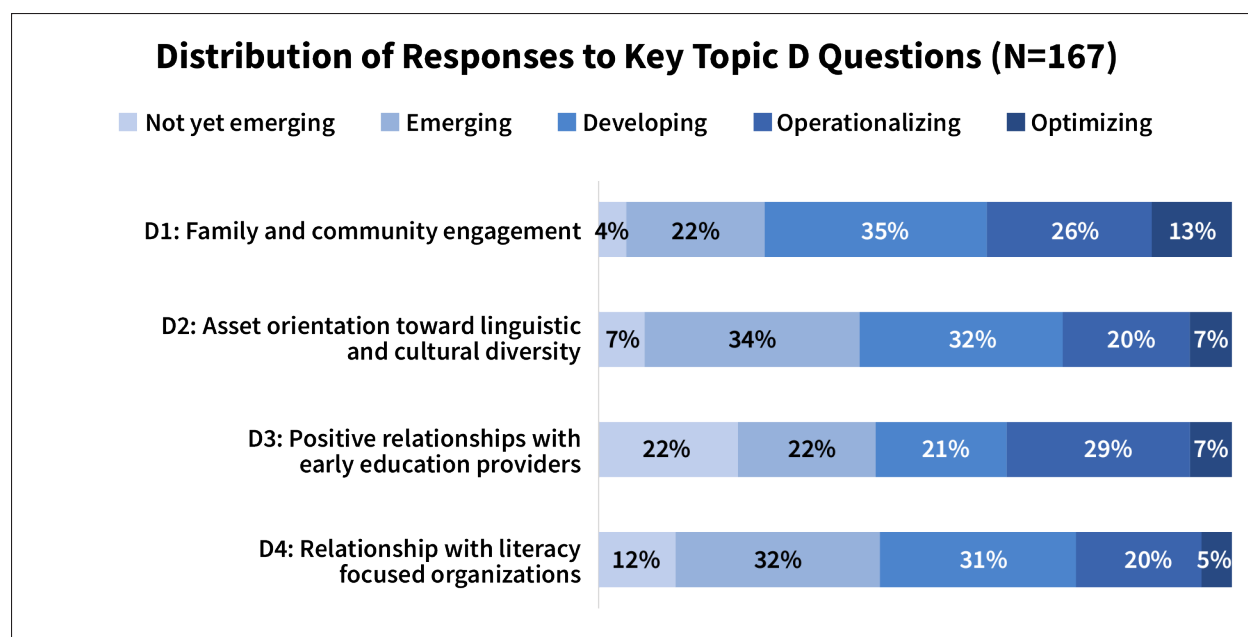 Distribution of Responses to Key Topic D Questions (N=167)
Not yet emerging Emerging Developing Operationalizing Optimizing
D1: Family and community engagement 4% 22% 35% 26% 13%
D2: Asset orientation toward linguistic
and cultural diversity
7% 34% 32% 20% 7%
D3: Positive relationships with
early education providers
22% 22% 21% 29% 7%
D4: Relationship with literacy
focused organizations
12% 32% 31% 20% 5%